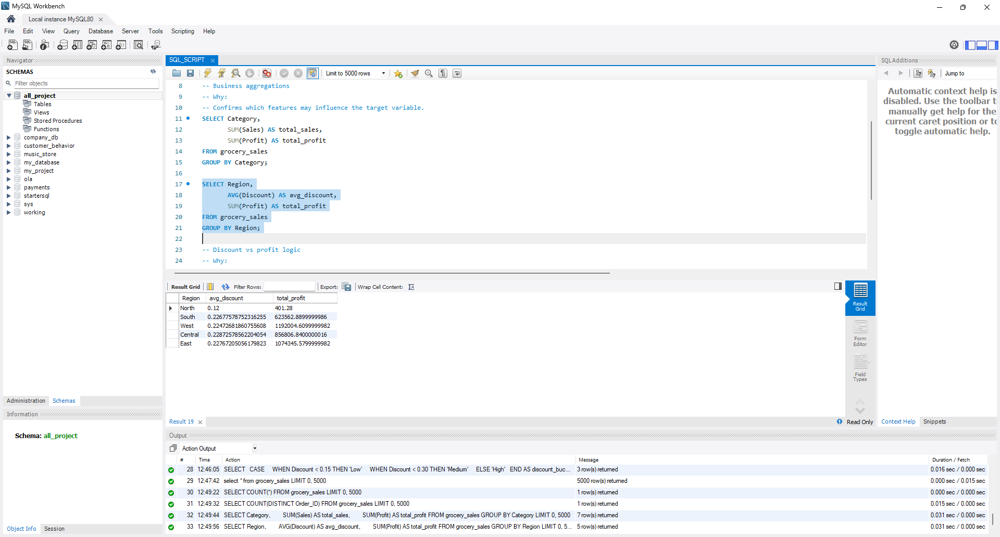 MySQL Workbench
Local instance MySQL80
File Edit View Query Database Server Tools Scripting Help
Navigator
SCHEMAS
Filter objects
all_project
Tables
Views
Stored Procedures
Functions
company_db
customer_behavior
music_store
my_database
my_project
ola
payments
startersql
sys
working
Administration Schemas
Information
Schema: all_project
Object Info Session
SQL_SCRIPT
Limit to 5000 rows
8 -- Business aggregations
9 -- Why:
10 -- Confirms which features may influence the target variable.
11 SELECT Category,
12 SUM(Sales) AS total_sales,
13 SUM(Profit) AS total_profit
14 FROM grocery_sales
15 GROUP BY Category;
16
17 SELECT Region,
18 AVG(Discount) AS avg_discount,
19 SUM(Profit) AS total_profit
20 FROM grocery_sales
21 GROUP BY Region;
22
23 -- Discount vs profit logic
24 -- Why:
Result Grid Filter Rows: Export: Wrap Cell Content:
Region avg_discount total_profit
North 0.12 401.28
South 0.22677578752316255 623562.8899999986
West 0.22472681860755608 1192004.6099999982
Central 0.22872578562204054 856806.8400000016
East 0.22767205056179823 1074345.5799999982
Result Grid
Form Editor
Field Types
Result 19
Read Only
SQLAdditions
Jump to
Automatic context help is
disabled. Use the toolbar t
manually get help for the
current caret position or to
toggle automatic help.
Context Help Snippets
Output
Action Output
# Time Action Message Duration / Fetch
28 12:46:05 SELECT CASE WHEN Discount < 0.15 THEN 'Low' WHEN Discount < 0.30 THEN 'Medium' ELSE 'High' END AS discount_buc... 3 row(s) returned 0.016 sec / 0.000 sec
29 12:47:42 select * from grocery_sales LIMIT 0, 5000 5000 row(s) returned 0.000 sec / 0.015 sec
30 12:49:22 SELECT COUNT(*) FROM grocery_sales LIMIT 0, 5000 1 row(s) returned 0.000 sec / 0.000 sec
31 12:49:32 SELECT COUNT(DISTINCT Order_ID) FROM grocery_sales LIMIT 0, 5000 1 row(s) returned 0.015 sec / 0.000 sec
32 12:49:44 SELECT Category, SUM(Sales) AS total_sales, SUM(Profit) AS total_profit FROM grocery_sales GROUP BY Category LIMIT 0, 5000 7 row(s) returned 0.031 sec / 0.000 sec
33 12:49:56 SELECT Region, AVG(Discount) AS avg_discount, SUM(Profit) AS total_profit FROM grocery_sales GROUP BY Region LIMIT 0, 5... 5 row(s) returned 0.031 sec / 0.000 sec